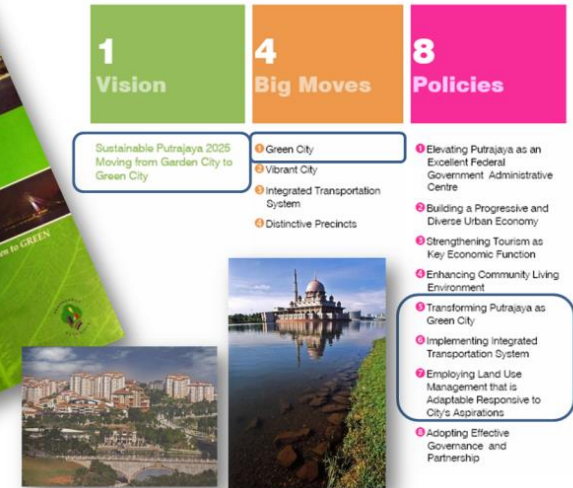 1
Vision
4
Big Moves
8
Policies
Sustainable Putrajaya 2025
Moving from Garden City to
Green City
1 Green City
2 Vibrant City
3 Integrated Transportation
System
4 Distinctive Precincts
1 Elevating Putrajaya as an
Excellent Federal
Government Administrative
Centre
2 Building a Progressive and
Diverse Urban Economy
3 Strengthening Tourism as
Key Economic Function
4 Enhancing Community Living
Environment
5 Transforming Putrajaya as
Green City
6 Implementing Integrated
Transportation System
7 Employing Land Use
Management that is
Adaptable Responsive to
City's Aspirations
8 Adopting Effective
Governance and
Partnership
to GREEN